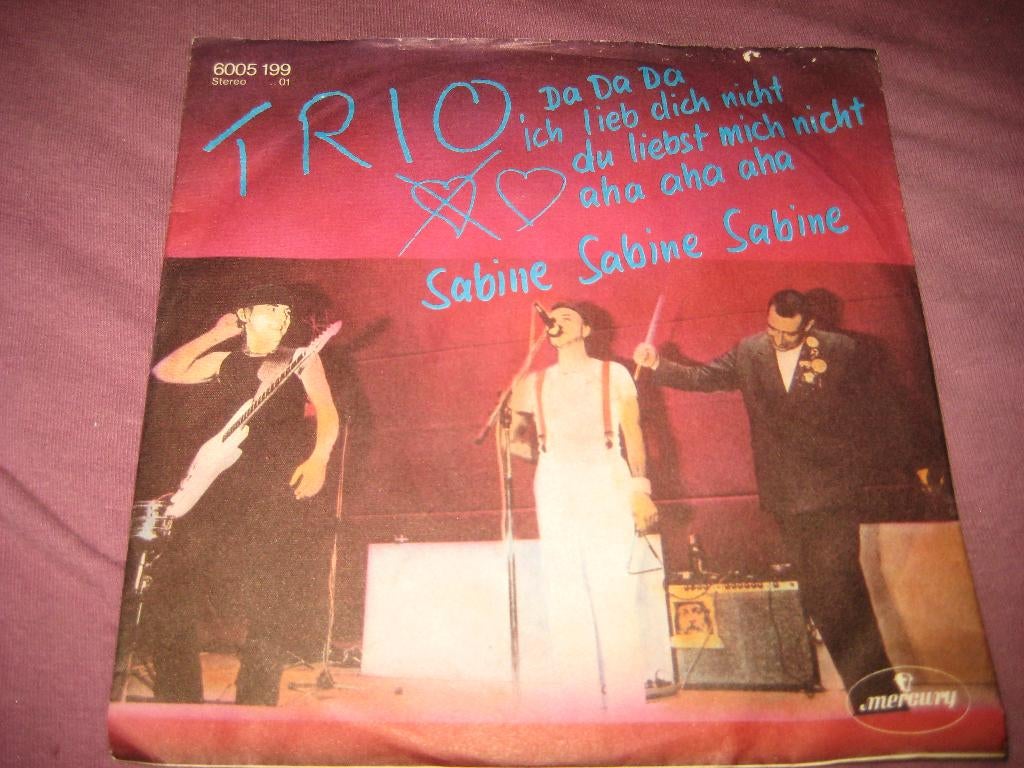 6005 199
Stereo 01
TRIO
Da Da Da
ich lieb dich nicht
du liebst mich nicht
aha aha aha
Sabine Sabine Sabine
mercury